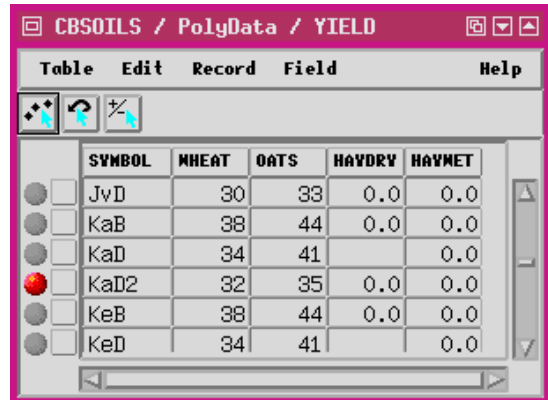 CBSOILS / PolyData / YIELD
Table Edit Record Field Help
SYMBOL WHEAT OATS HAYDRY HAYWET
JvD 30 33 0.0 0.0
KaB 38 44 0.0 0.0
KaD 34 41 0.0
KaD2 32 35 0.0 0.0
KeB 38 44 0.0 0.0
KeD 34 41 0.0